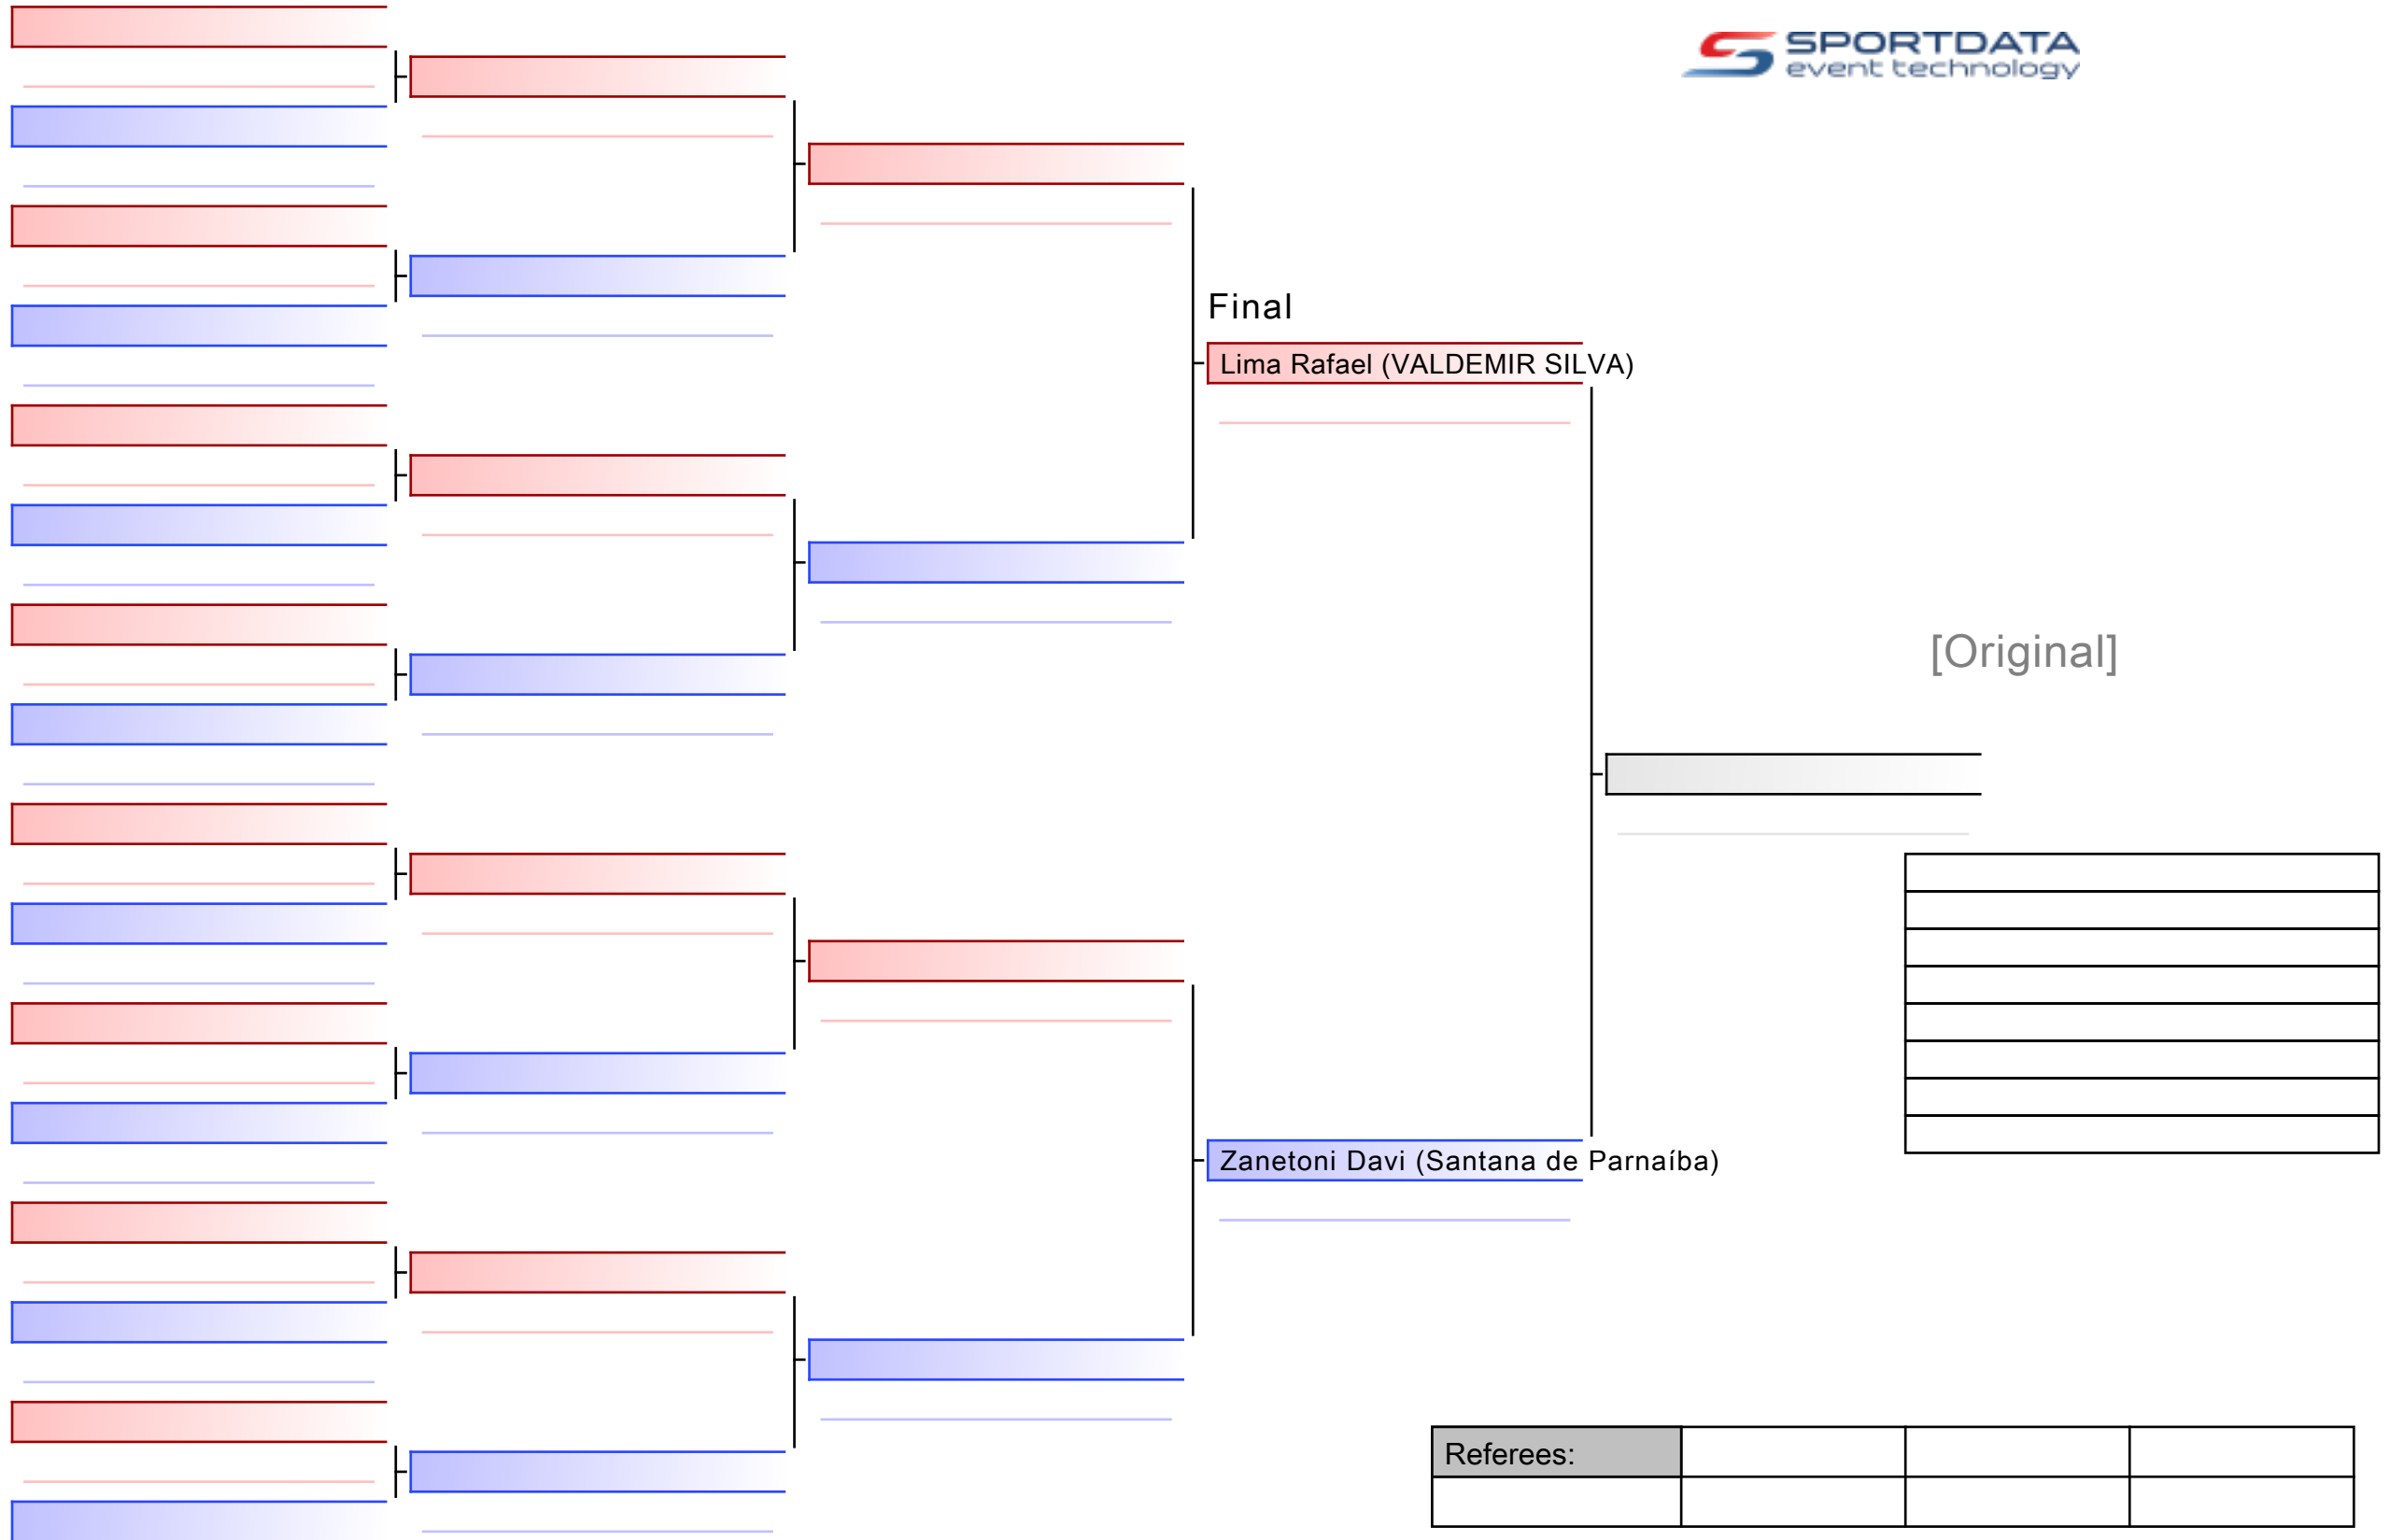 SPORTDATA
event technology
Final
Lima Rafael (VALDEMIR SILVA)
[Original]
Zanetoni Davi (Santana de Parnaíba)
Referees: